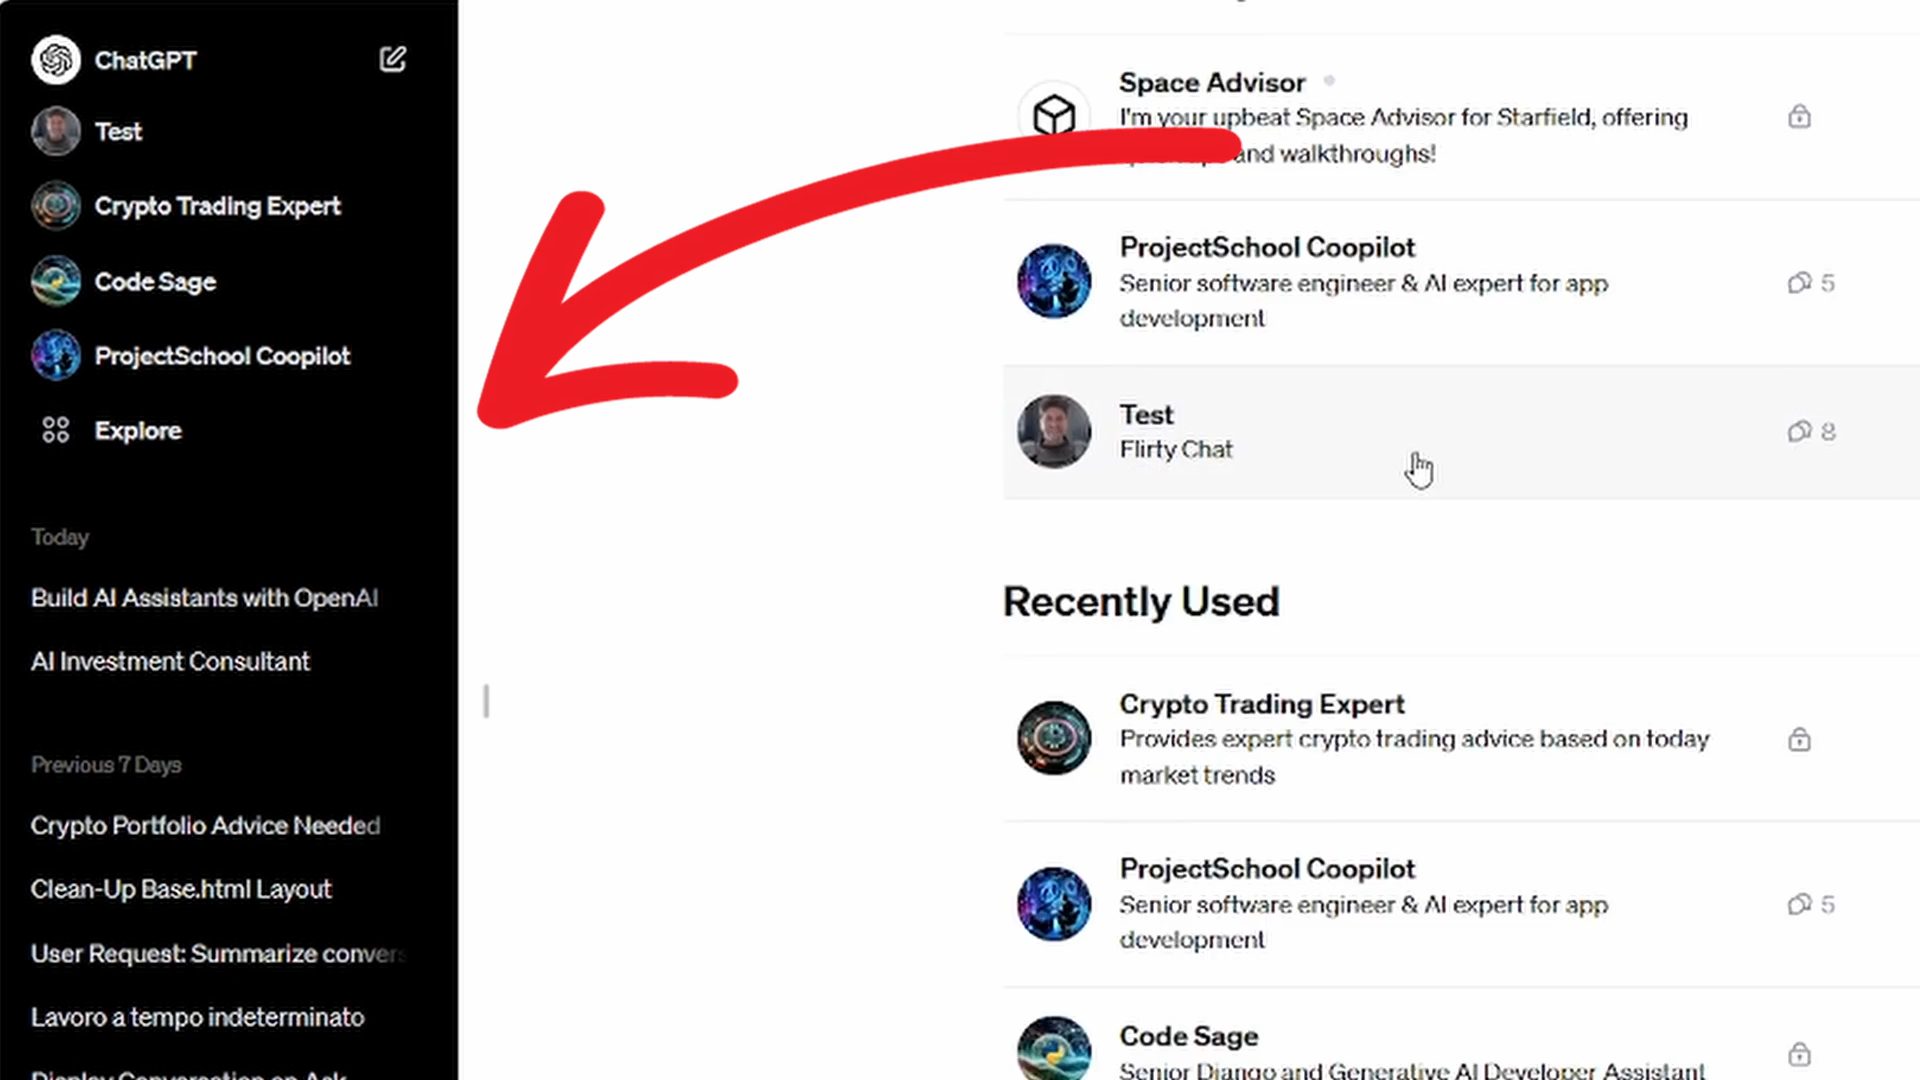 ChatGPT
Test
Crypto Trading Expert
Code Sage
ProjectSchool Coopilot
Explore
Today
Build AI Assistants with OpenAI
AI Investment Consultant
Previous 7 Days
Crypto Portfolio Advice Needed
Clean-Up Base.html Layout
User Request: Summarize convers
Lavoro a tempo indeterminato
Display Conversation on Ask
Space Advisor
I'm your upbeat Space Advisor for Starfield, offering
and walkthroughs!
ProjectSchool Coopilot
Senior software engineer & AI expert for app
development
5
Test
Flirty Chat
8
Recently Used
Crypto Trading Expert
Provides expert crypto trading advice based on today
market trends
ProjectSchool Coopilot
Senior software engineer & AI expert for app
development
5
Code Sage
Senior Django and Generative AI Developer Assistant